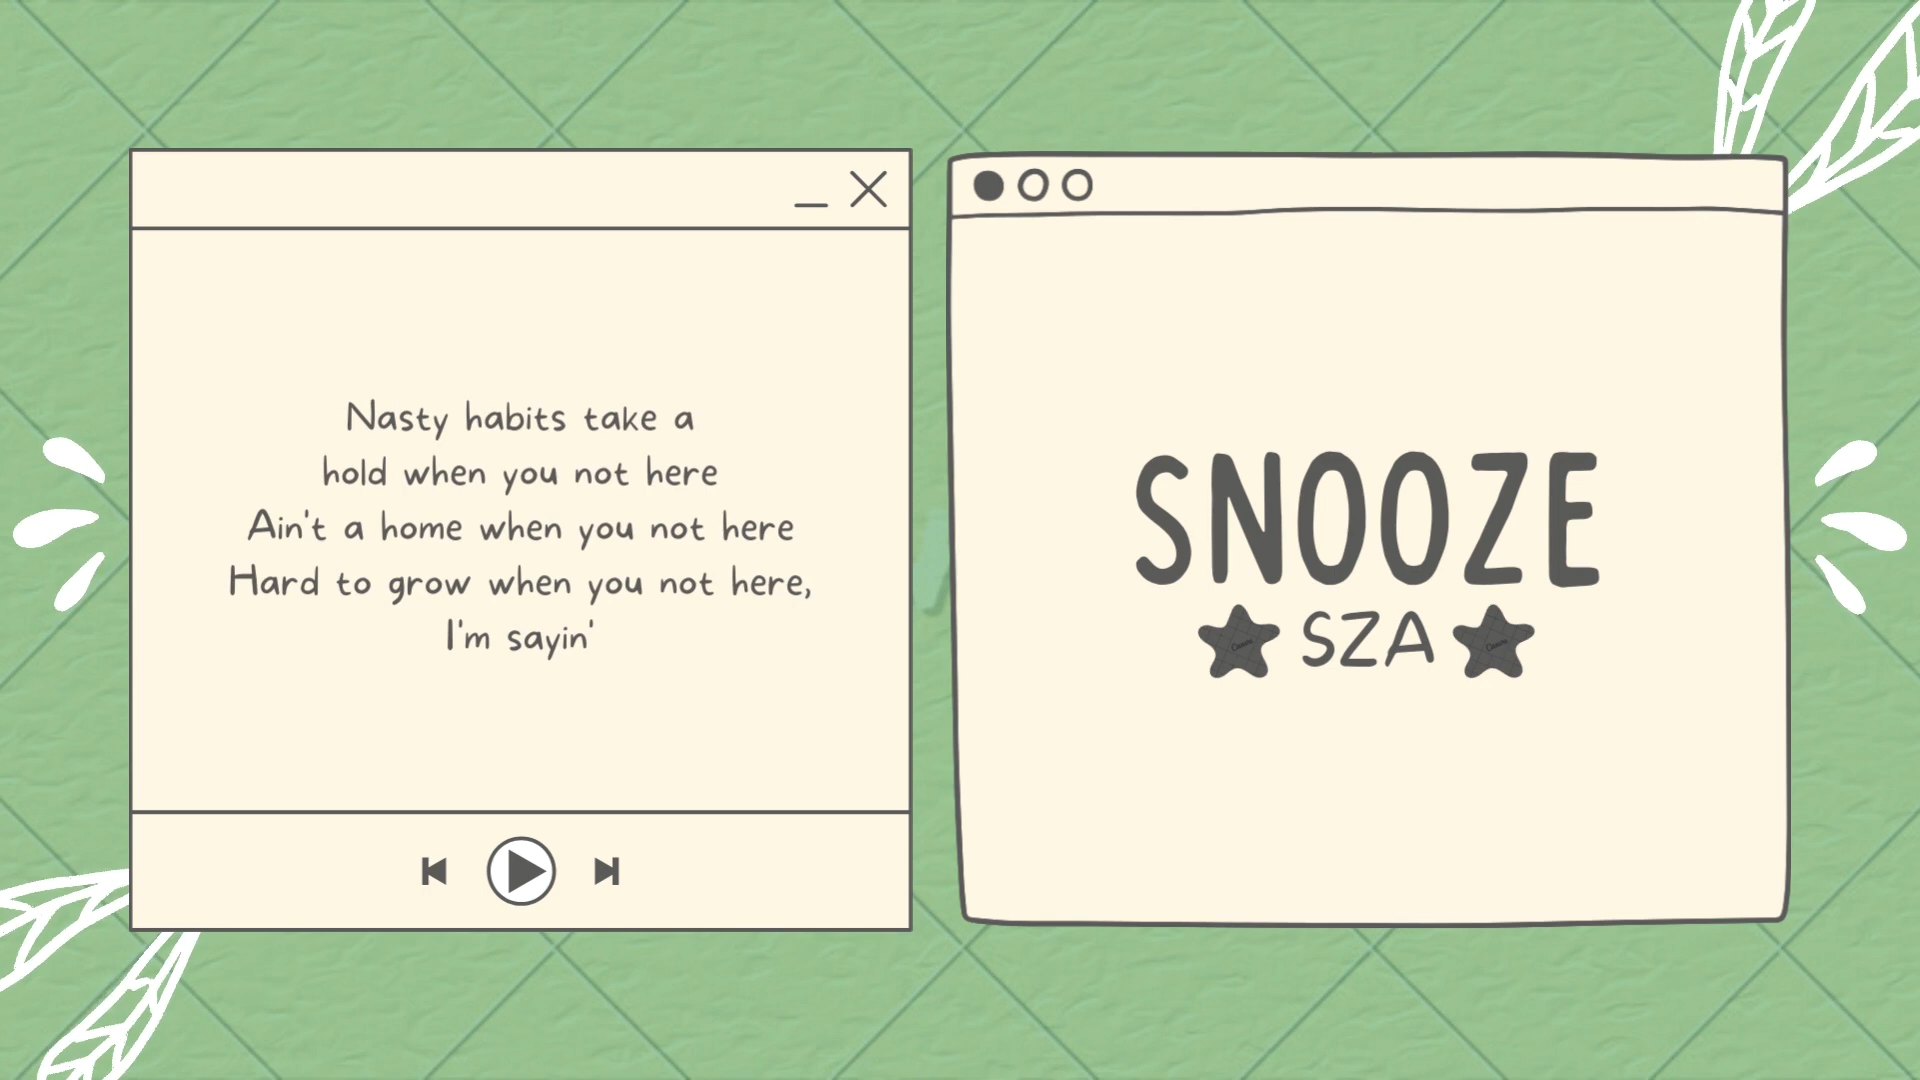 Nasty habits take a
hold when you not here
Ain't a home when you not here
Hard to grow when you not here,
I'm sayin'
SNOOZE
SZA